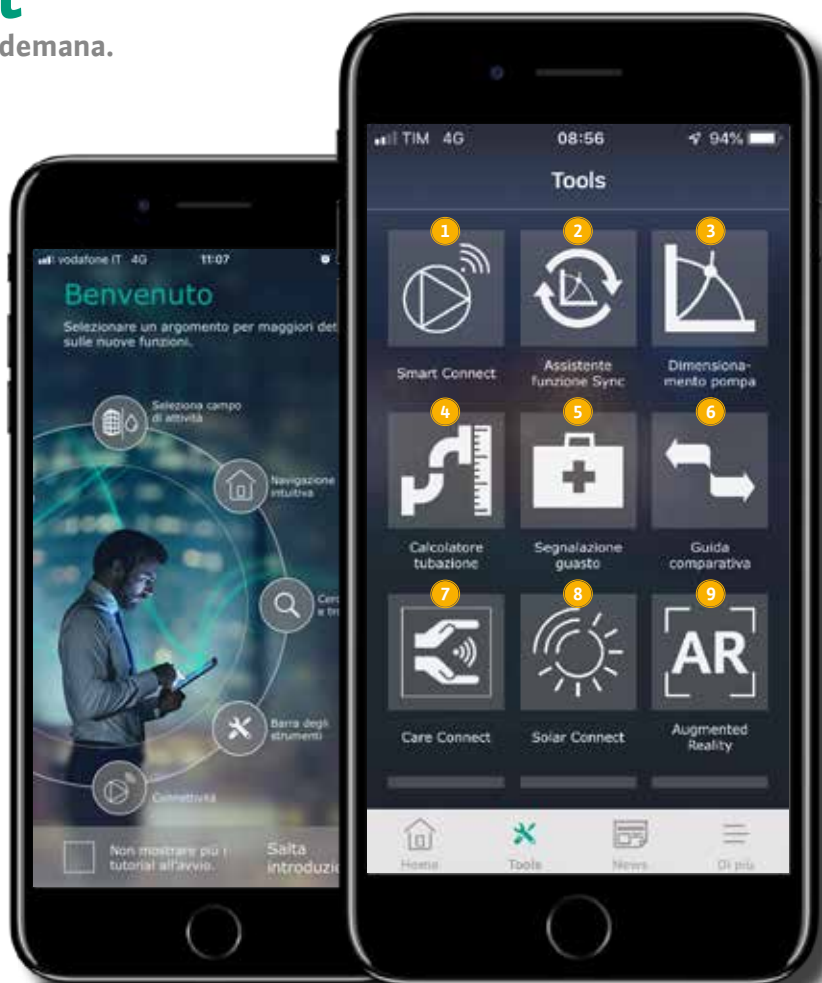 t
demana.
vodafone IT 4G 11:07
Benvenuto
Selezionare un argomento per maggiori det
sulle nuove funzioni.
Seleziona campo
di attività
Navigazione
intuitiva
Cerc
e tro
Barra degli
strumenti
Connettività
Non mostrare più i
tutorial all'avvio.
Salta
introduzio
TIM 4G 08:56 94%
Tools
1 2 3
Smart Connect
Assistente
funzione Sync
Dimensiona-
mento pompa
4 5 6
Calcolatore
tubazione
Segnalazione
guasto
Guida
comparativa
7 8 9
AR
Care Connect
Solar Connect
Augmented
Reality
Home Tools News Di più